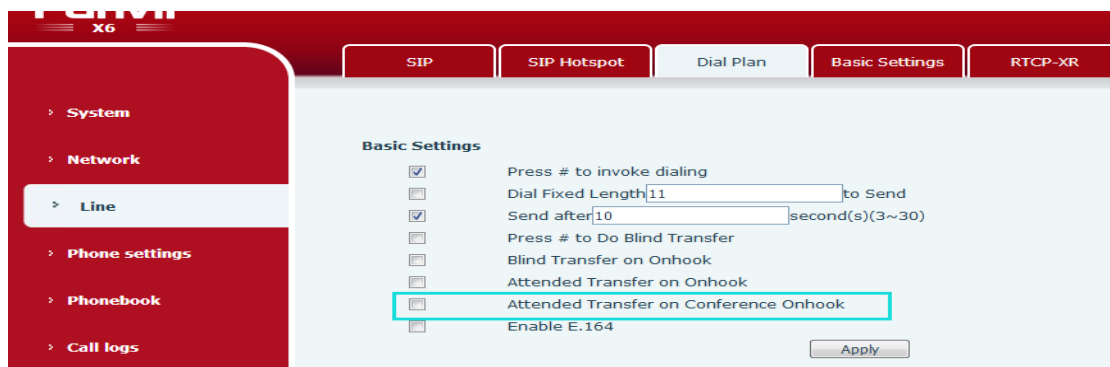 X6
SIP
SIP Hotspot
Dial Plan
Basic Settings
RTCP-XR
System
Network
Line
Phone settings
Phonebook
Call logs
Basic Settings
Press # to invoke dialing
Dial Fixed Length 11 to Send
Send after 10 second(s)(3~30)
Press # to Do Blind Transfer
Blind Transfer on Onhook
Attended Transfer on Onhook
Attended Transfer on Conference Onhook
Enable E.164
Apply